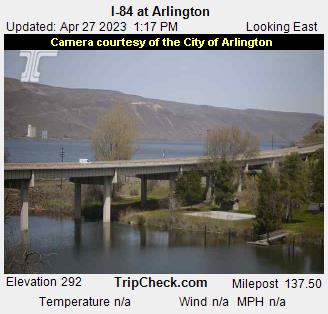 I-84 at Arlington
Updated: Apr 27 2023 1:17 PM Looking East
Camera courtesy of the City of Arlington
Elevation 292 TripCheck.com Milepost 137.50
Temperature n/a Wind n/a MPH n/a